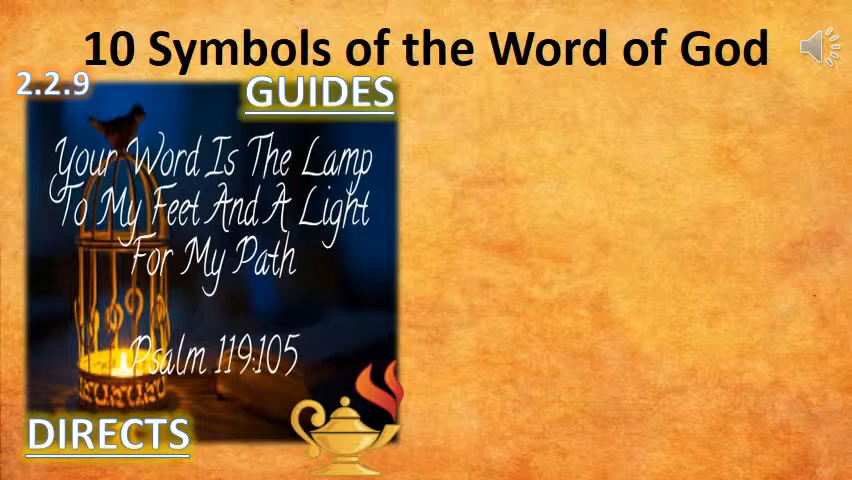 10 Symbols of the Word of God
2.2.9
GUIDES
Your Word Is The Lamp
To My Feet And A Light
For My Path
Psalm 119:105
DIRECTS